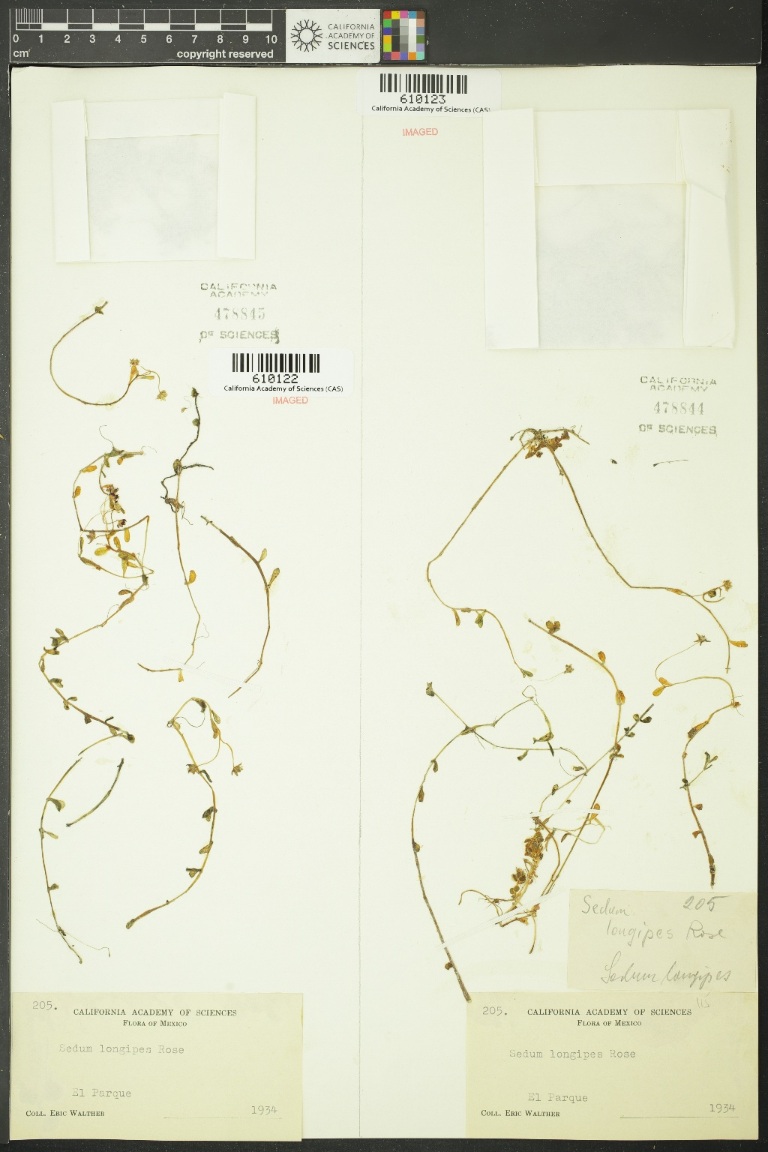 0 1 2 3 4 5 6 7 8 9 10
cm
copyright reserved
CALIFORNIA
ACADEMY OF
SCIENCES
610123
California Academy of Sciences (CAS)
IMAGED
CALIFORNIA
ACADEMY
478845
OF SCIENCES
610122
California Academy of Sciences (CAS)
IMAGED
CALIFORNIA
ACADEMY
478844
OF SCIENCES
Sedum 205
longipes Rose
Sedum longipes
205.
CALIFORNIA ACADEMY OF SCIENCES
FLORA OF MEXICO
Sedum longipes Rose
El Parque
COLL. ERIC WALTHER
1934
205.
CALIFORNIA ACADEMY OF SCIENCES
FLORA OF MEXICO
Sedum longipes Rose
El Parque
COLL. ERIC WALTHER
1934